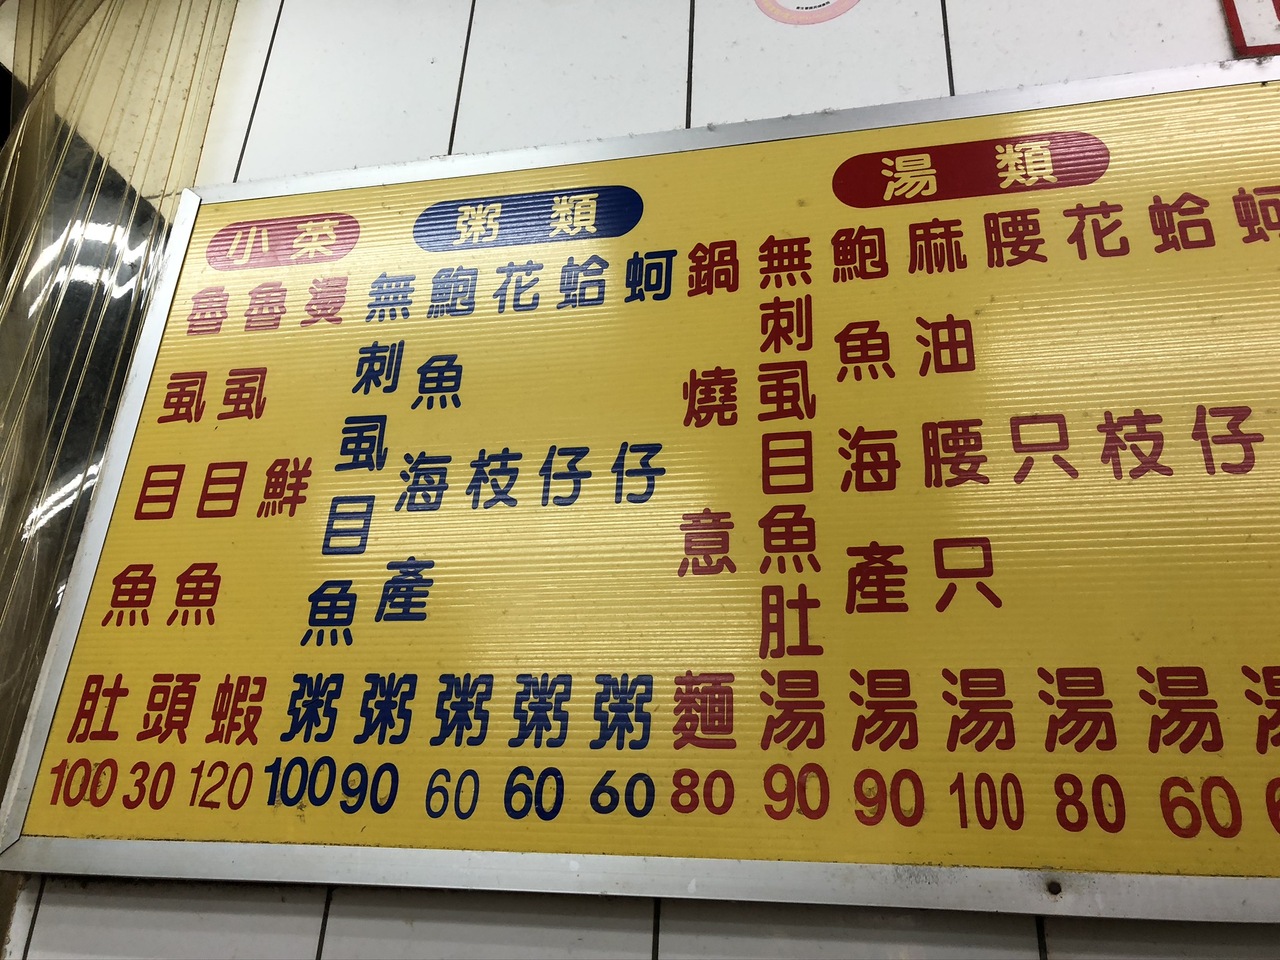 小菜
魯虱目魚肚 100
魯虱目魚頭 30
燙鮮蝦 120
粥類
無刺虱目魚粥 100
鮑魚海產粥 90
花枝粥 60
蛤仔粥 60
蚵仔粥 60
湯類
鍋燒意麵 80
無刺虱目魚肚湯 90
鮑魚海產湯 90
麻油腰只湯 100
腰只湯 80
花枝湯 60
蛤仔湯
蚵